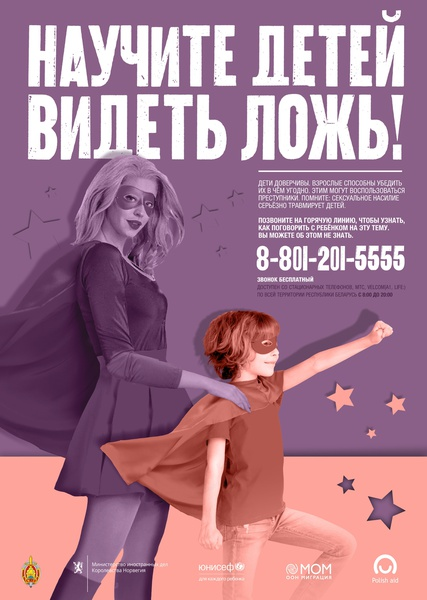 НАУЧИТЕ ДЕТЕЙ
ВИДЕТЬ ЛОЖЬ!
ДЕТИ ДОВЕРЧИВЫ. ВЗРОСЛЫЕ СПОСОБНЫ УБЕДИТЬ
ИХ В ЧЁМ УГОДНО. ЭТИМ МОГУТ ВОСПОЛЬЗОВАТЬСЯ
ПРЕСТУПНИКИ. ПОМНИТЕ: СЕКСУАЛЬНОЕ НАСИЛИЕ
СЕРЬЁЗНО ТРАВМИРУЕТ ДЕТЕЙ.
ПОЗВОНИТЕ НА ГОРЯЧУЮ ЛИНИЮ, ЧТОБЫ УЗНАТЬ,
КАК ПОГОВОРИТЬ С РЕБЁНКОМ НА ЭТУ ТЕМУ.
ВЫ МОЖЕТЕ ОБ ЭТОМ НЕ ЗНАТЬ.
8-801-201-5555
ЗВОНОК БЕСПЛАТНЫЙ
ДОСТУПЕН СО СТАЦИОНАРНЫХ ТЕЛЕФОНОВ, МТС, VELCOM(A1), LIFE:)
ПО ВСЕЙ ТЕРРИТОРИИ РЕСПУБЛИКИ БЕЛАРУСЬ С 8:00 ДО 20:00
Министерство иностранных дел
Королевства Норвегия
юнисеф
для каждого ребенка
МОМ
ООН МИГРАЦИЯ
Polish aid